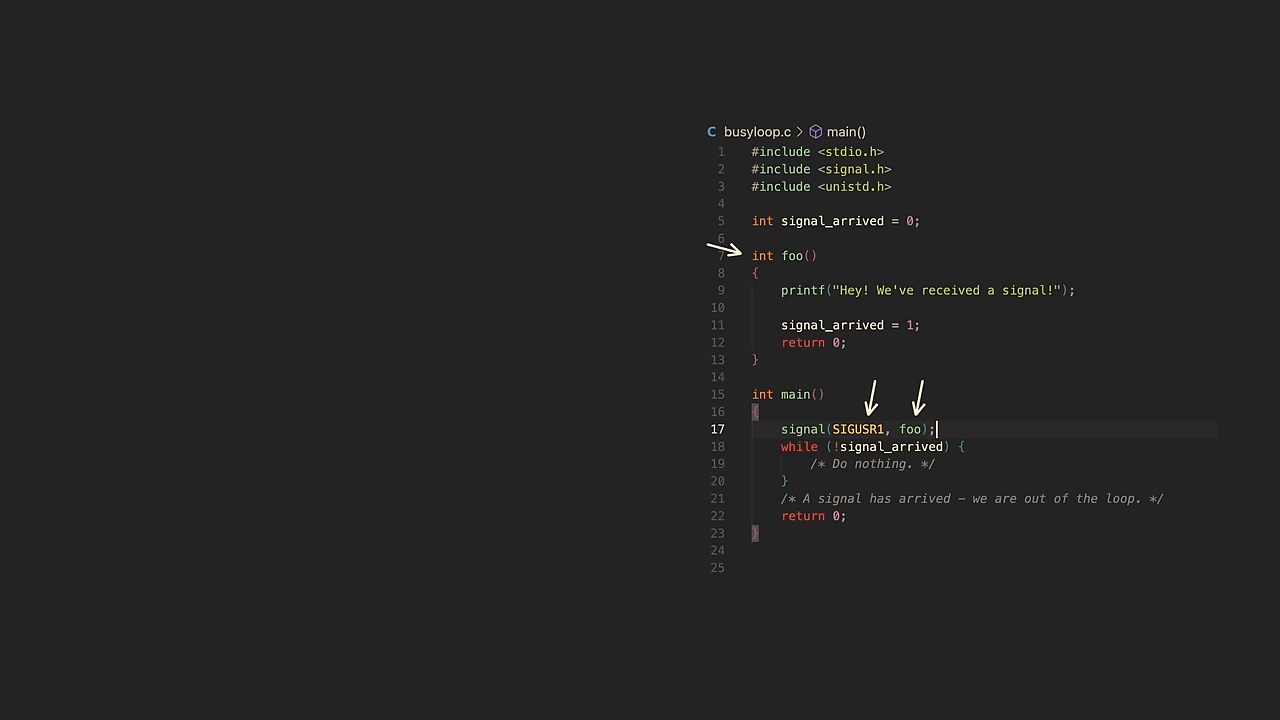 C busyloop.c > main()
1 #include <stdio.h>
2 #include <signal.h>
3 #include <unistd.h>
4
5 int signal_arrived = 0;
6
7 int foo()
8 {
9 printf("Hey! We've received a signal!");
10
11 signal_arrived = 1;
12 return 0;
13 }
14
15 int main()
16 {
17 signal(SIGUSR1, foo);
18 while (!signal_arrived) {
19 /* Do nothing. */
20 }
21 /* A signal has arrived – we are out of the loop. */
22 return 0;
23 }
24
25